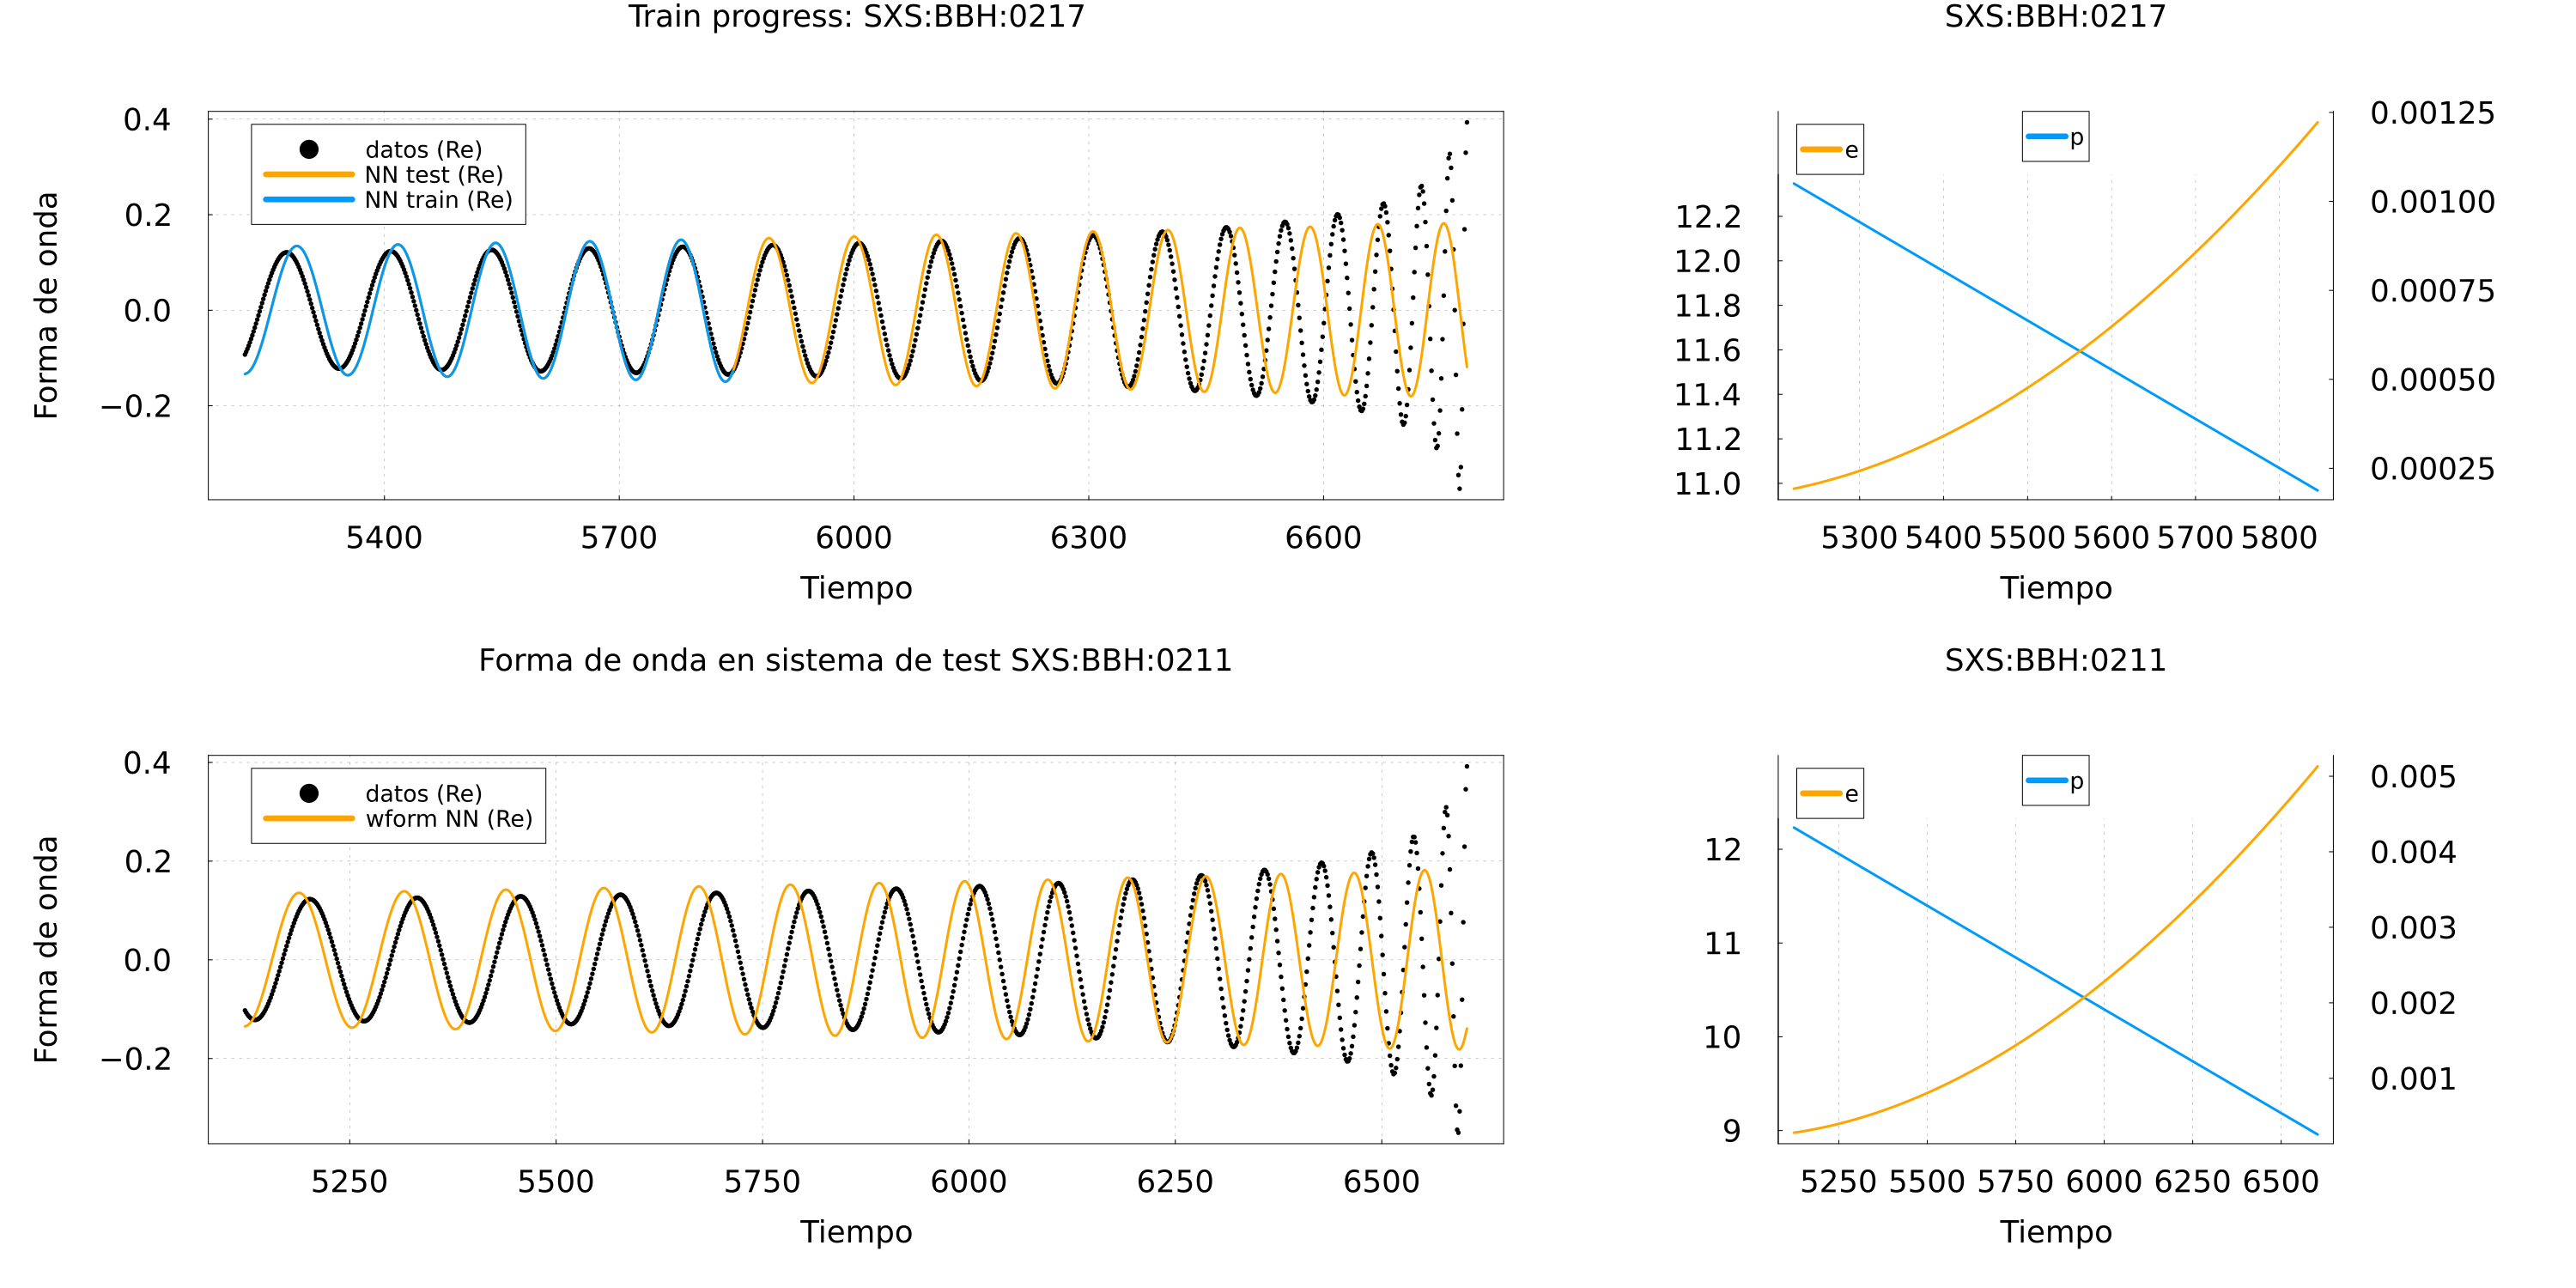 Train progress: SXS:BBH:0217
datos (Re)
NN test (Re)
NN train (Re)
Forma de onda
0.4
0.2
0.0
−0.2
5400 5700 6000 6300 6600
Tiempo
SXS:BBH:0217
e
p
12.2
12.0
11.8
11.6
11.4
11.2
11.0
0.00125
0.00100
0.00075
0.00050
0.00025
5300 5400 5500 5600 5700 5800
Tiempo
Forma de onda en sistema de test SXS:BBH:0211
datos (Re)
wform NN (Re)
Forma de onda
0.4
0.2
0.0
−0.2
5250 5500 5750 6000 6250 6500
Tiempo
SXS:BBH:0211
e
p
12
11
10
9
0.005
0.004
0.003
0.002
0.001
5250 5500 5750 6000 6250 6500
Tiempo